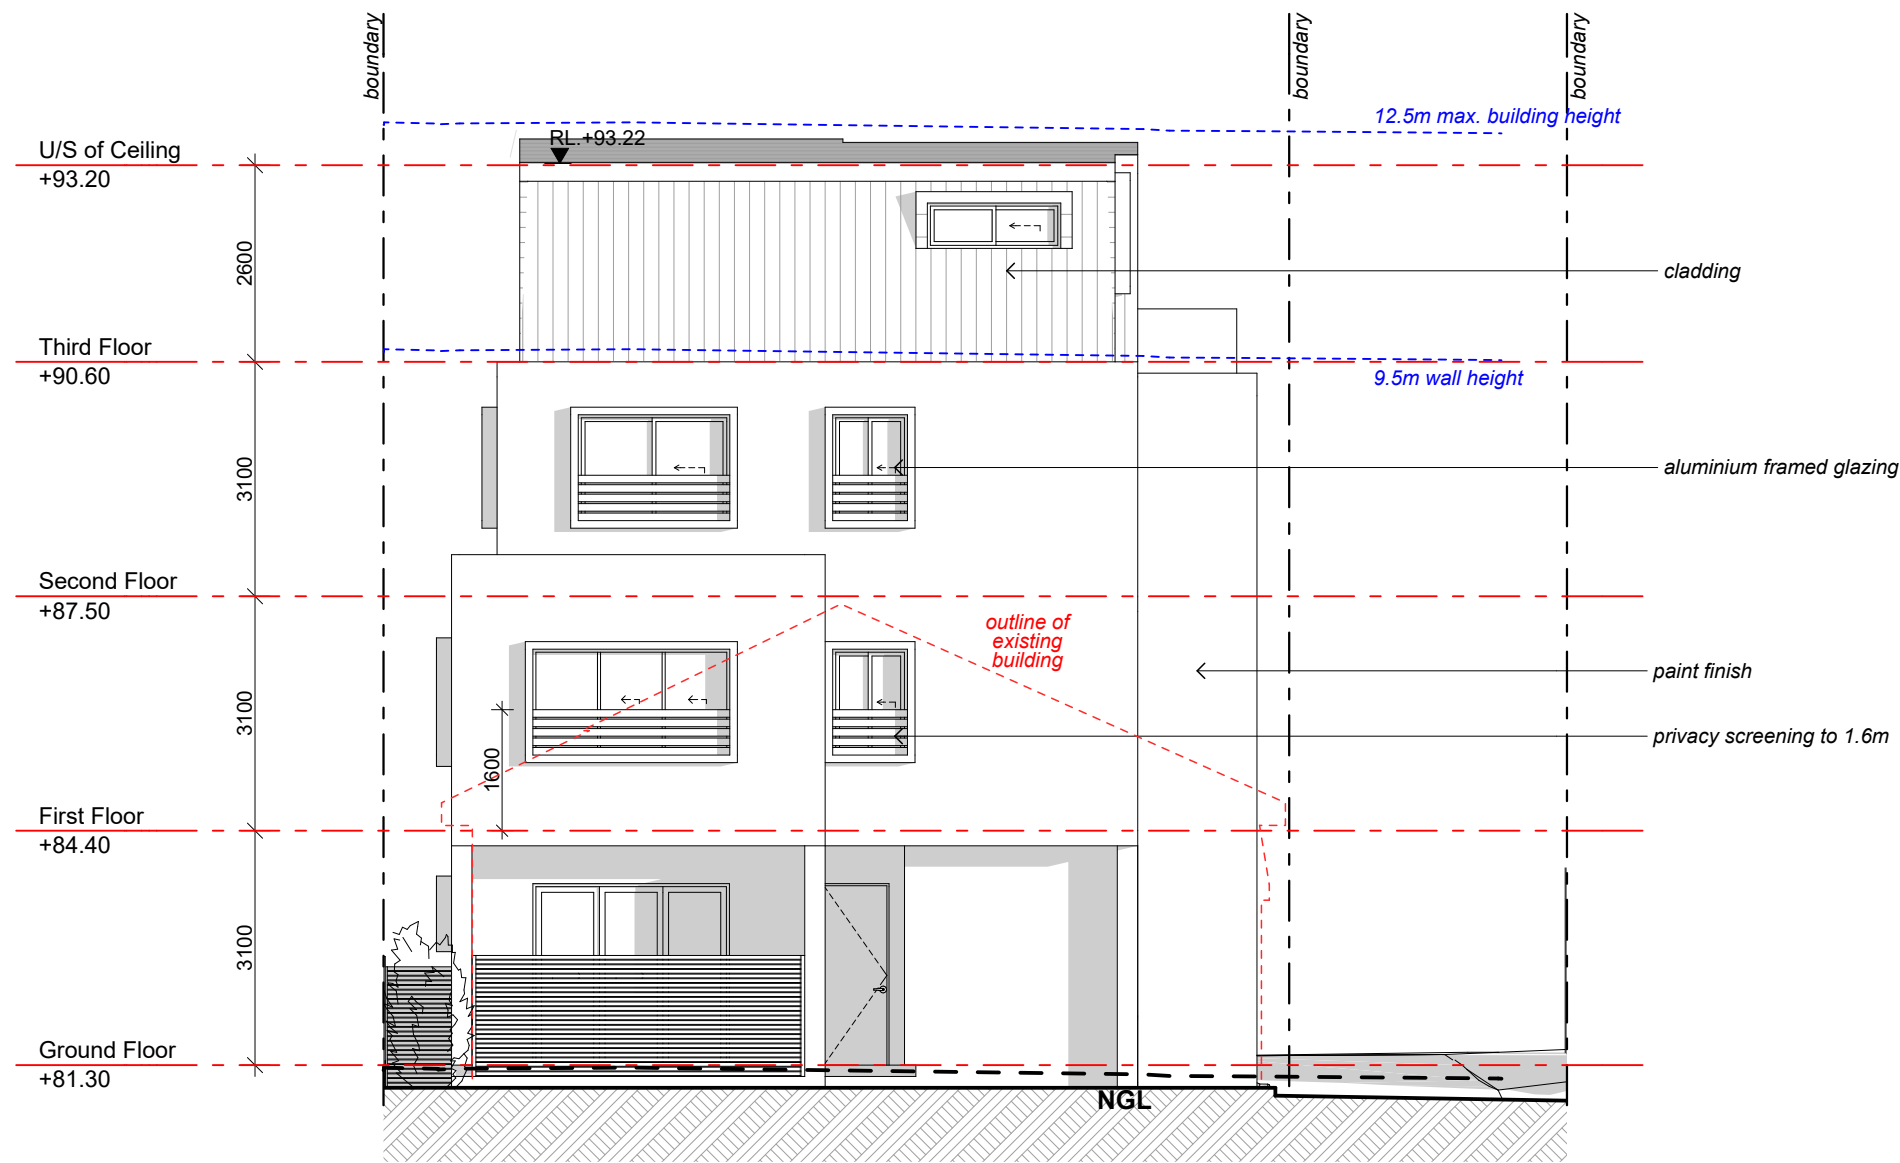 boundary
boundary
boundary
12.5m max. building height
RL.+93.22
U/S of Ceiling
+93.20
2600
cladding
Third Floor
+90.60
9.5m wall height
3100
aluminium framed glazing
Second Floor
+87.50
outline of
existing
building
paint finish
3100
1600
privacy screening to 1.6m
First Floor
+84.40
3100
Ground Floor
+81.30
NGL